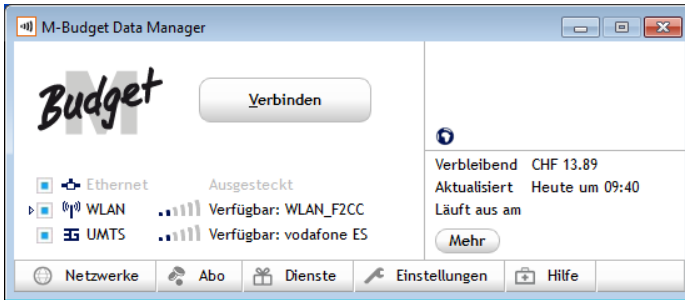 M-Budget Data Manager
M Budget
Verbinden
Ethernet Ausgesteckt
WLAN Verfügbar: WLAN_F2CC
3G UMTS Verfügbar: vodafone ES
Verbleibend CHF 13.89
Aktualisiert Heute um 09:40
Läuft aus am
Mehr
Netzwerke Abo Dienste Einstellungen Hilfe